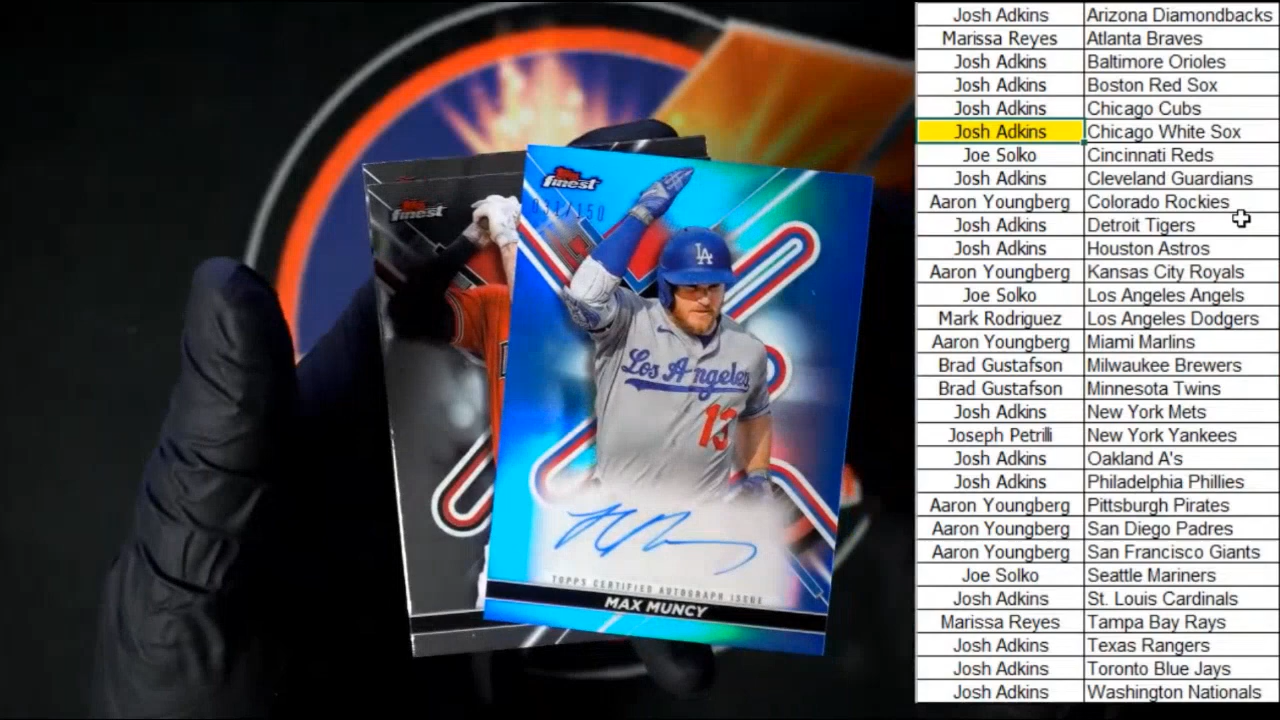 Topps
finest
Topps
finest
071/150
LA
Los Angeles
13
TOPPS CERTIFIED AUTOGRAPH ISSUE
MAX MUNCY
Josh Adkins Arizona Diamondbacks
Marissa Reyes Atlanta Braves
Josh Adkins Baltimore Orioles
Josh Adkins Boston Red Sox
Josh Adkins Chicago Cubs
Josh Adkins Chicago White Sox
Joe Solko Cincinnati Reds
Josh Adkins Cleveland Guardians
Aaron Youngberg Colorado Rockies
Josh Adkins Detroit Tigers
Josh Adkins Houston Astros
Aaron Youngberg Kansas City Royals
Joe Solko Los Angeles Angels
Mark Rodriguez Los Angeles Dodgers
Aaron Youngberg Miami Marlins
Brad Gustafson Milwaukee Brewers
Brad Gustafson Minnesota Twins
Josh Adkins New York Mets
Joseph Petrilli New York Yankees
Josh Adkins Oakland A's
Josh Adkins Philadelphia Phillies
Aaron Youngberg Pittsburgh Pirates
Aaron Youngberg San Diego Padres
Aaron Youngberg San Francisco Giants
Joe Solko Seattle Mariners
Josh Adkins St. Louis Cardinals
Marissa Reyes Tampa Bay Rays
Josh Adkins Texas Rangers
Josh Adkins Toronto Blue Jays
Josh Adkins Washington Nationals